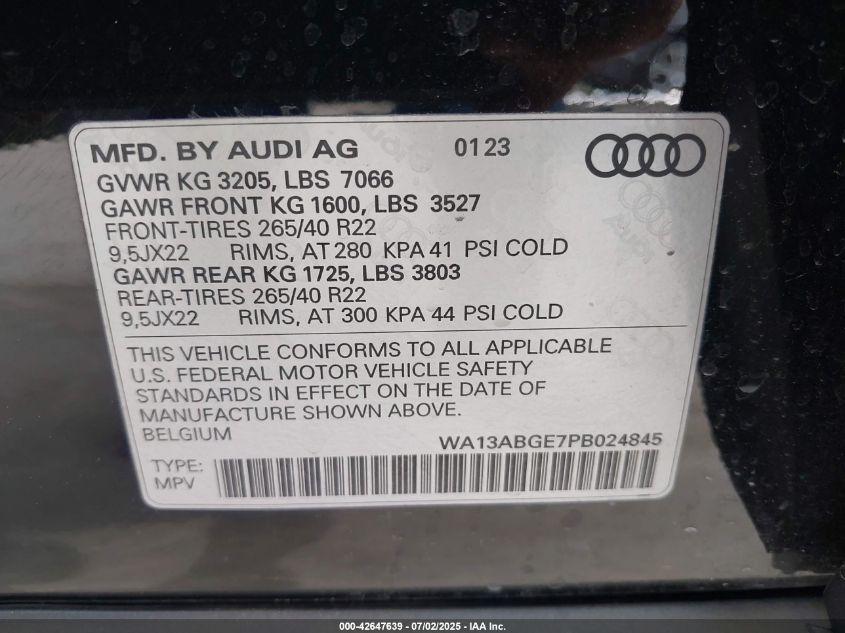 MFD. BY AUDI AG 0123
GVWR KG 3205, LBS 7066
GAWR FRONT KG 1600, LBS 3527
FRONT-TIRES 265/40 R22
9,5JX22 RIMS, AT 280 KPA 41 PSI COLD
GAWR REAR KG 1725, LBS 3803
REAR-TIRES 265/40 R22
9,5JX22 RIMS, AT 300 KPA 44 PSI COLD
THIS VEHICLE CONFORMS TO ALL APPLICABLE
U.S. FEDERAL MOTOR VEHICLE SAFETY
STANDARDS IN EFFECT ON THE DATE OF
MANUFACTURE SHOWN ABOVE.
BELGIUM WA13ABGE7PB024845
TYPE:
MPV
000-42647639 - 07/02/2025 - IAA Inc.